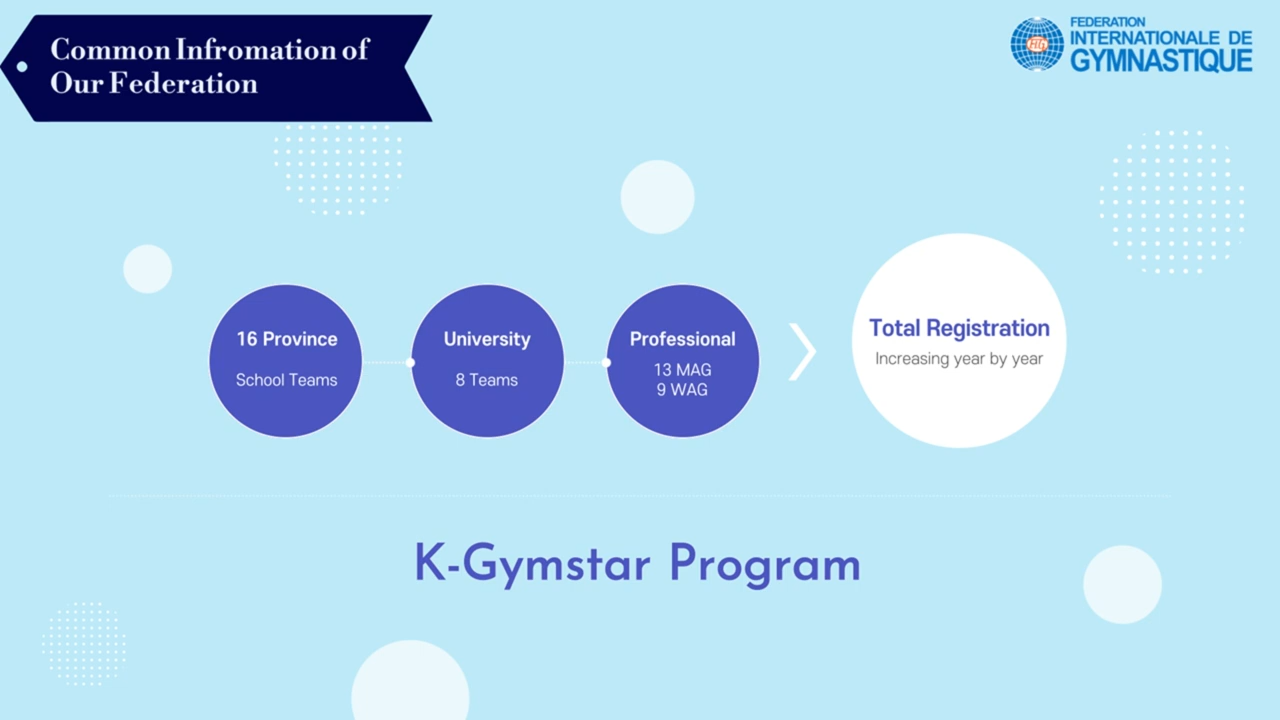 Common Infromation of
Our Federation
FEDERATION
INTERNATIONALE DE
GYMNASTIQUE
16 Province
School Teams
University
8 Teams
Professional
13 MAG
9 WAG
Total Registration
Increasing year by year
K-Gymstar Program